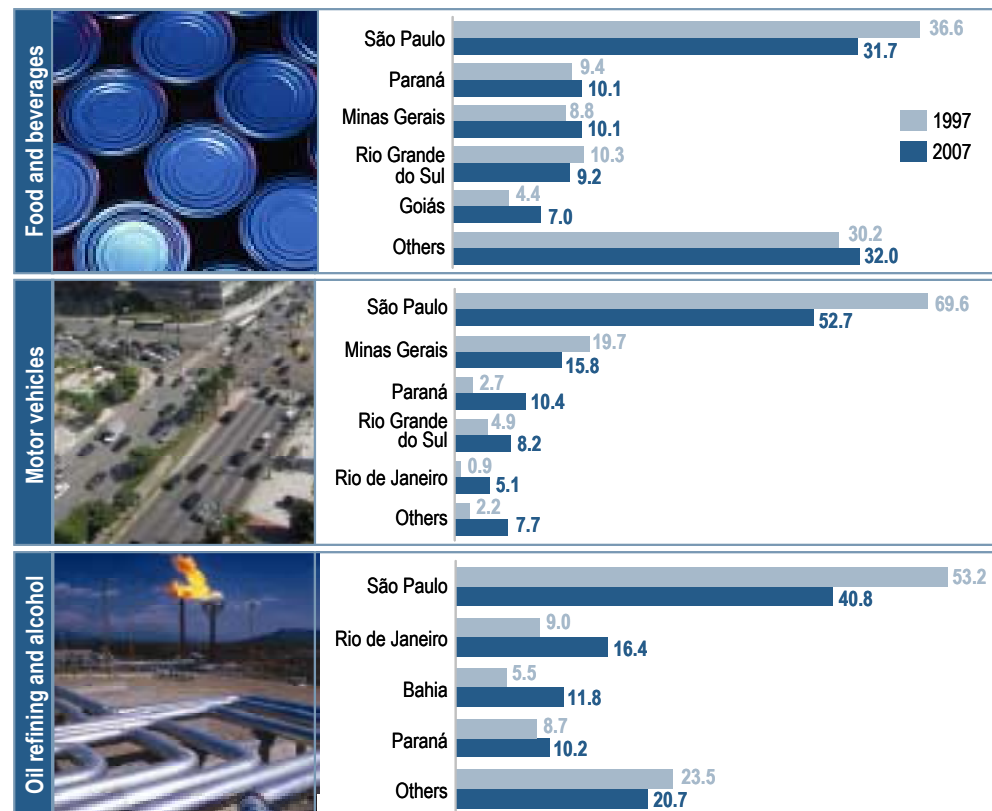 Food and beverages
São Paulo
36.6
31.7
Paraná
9.4
10.1
Minas Gerais
8.8
10.1
Rio Grande
do Sul
10.3
9.2
Goiás
4.4
7.0
Others
30.2
32.0
1997
2007
Motor vehicles
São Paulo
69.6
52.7
Minas Gerais
19.7
15.8
Paraná
2.7
10.4
Rio Grande
do Sul
4.9
8.2
Rio de Janeiro
0.9
5.1
Others
2.2
7.7
Oil refining and alcohol
São Paulo
53.2
40.8
Rio de Janeiro
9.0
16.4
Bahia
5.5
11.8
Paraná
8.7
10.2
Others
23.5
20.7